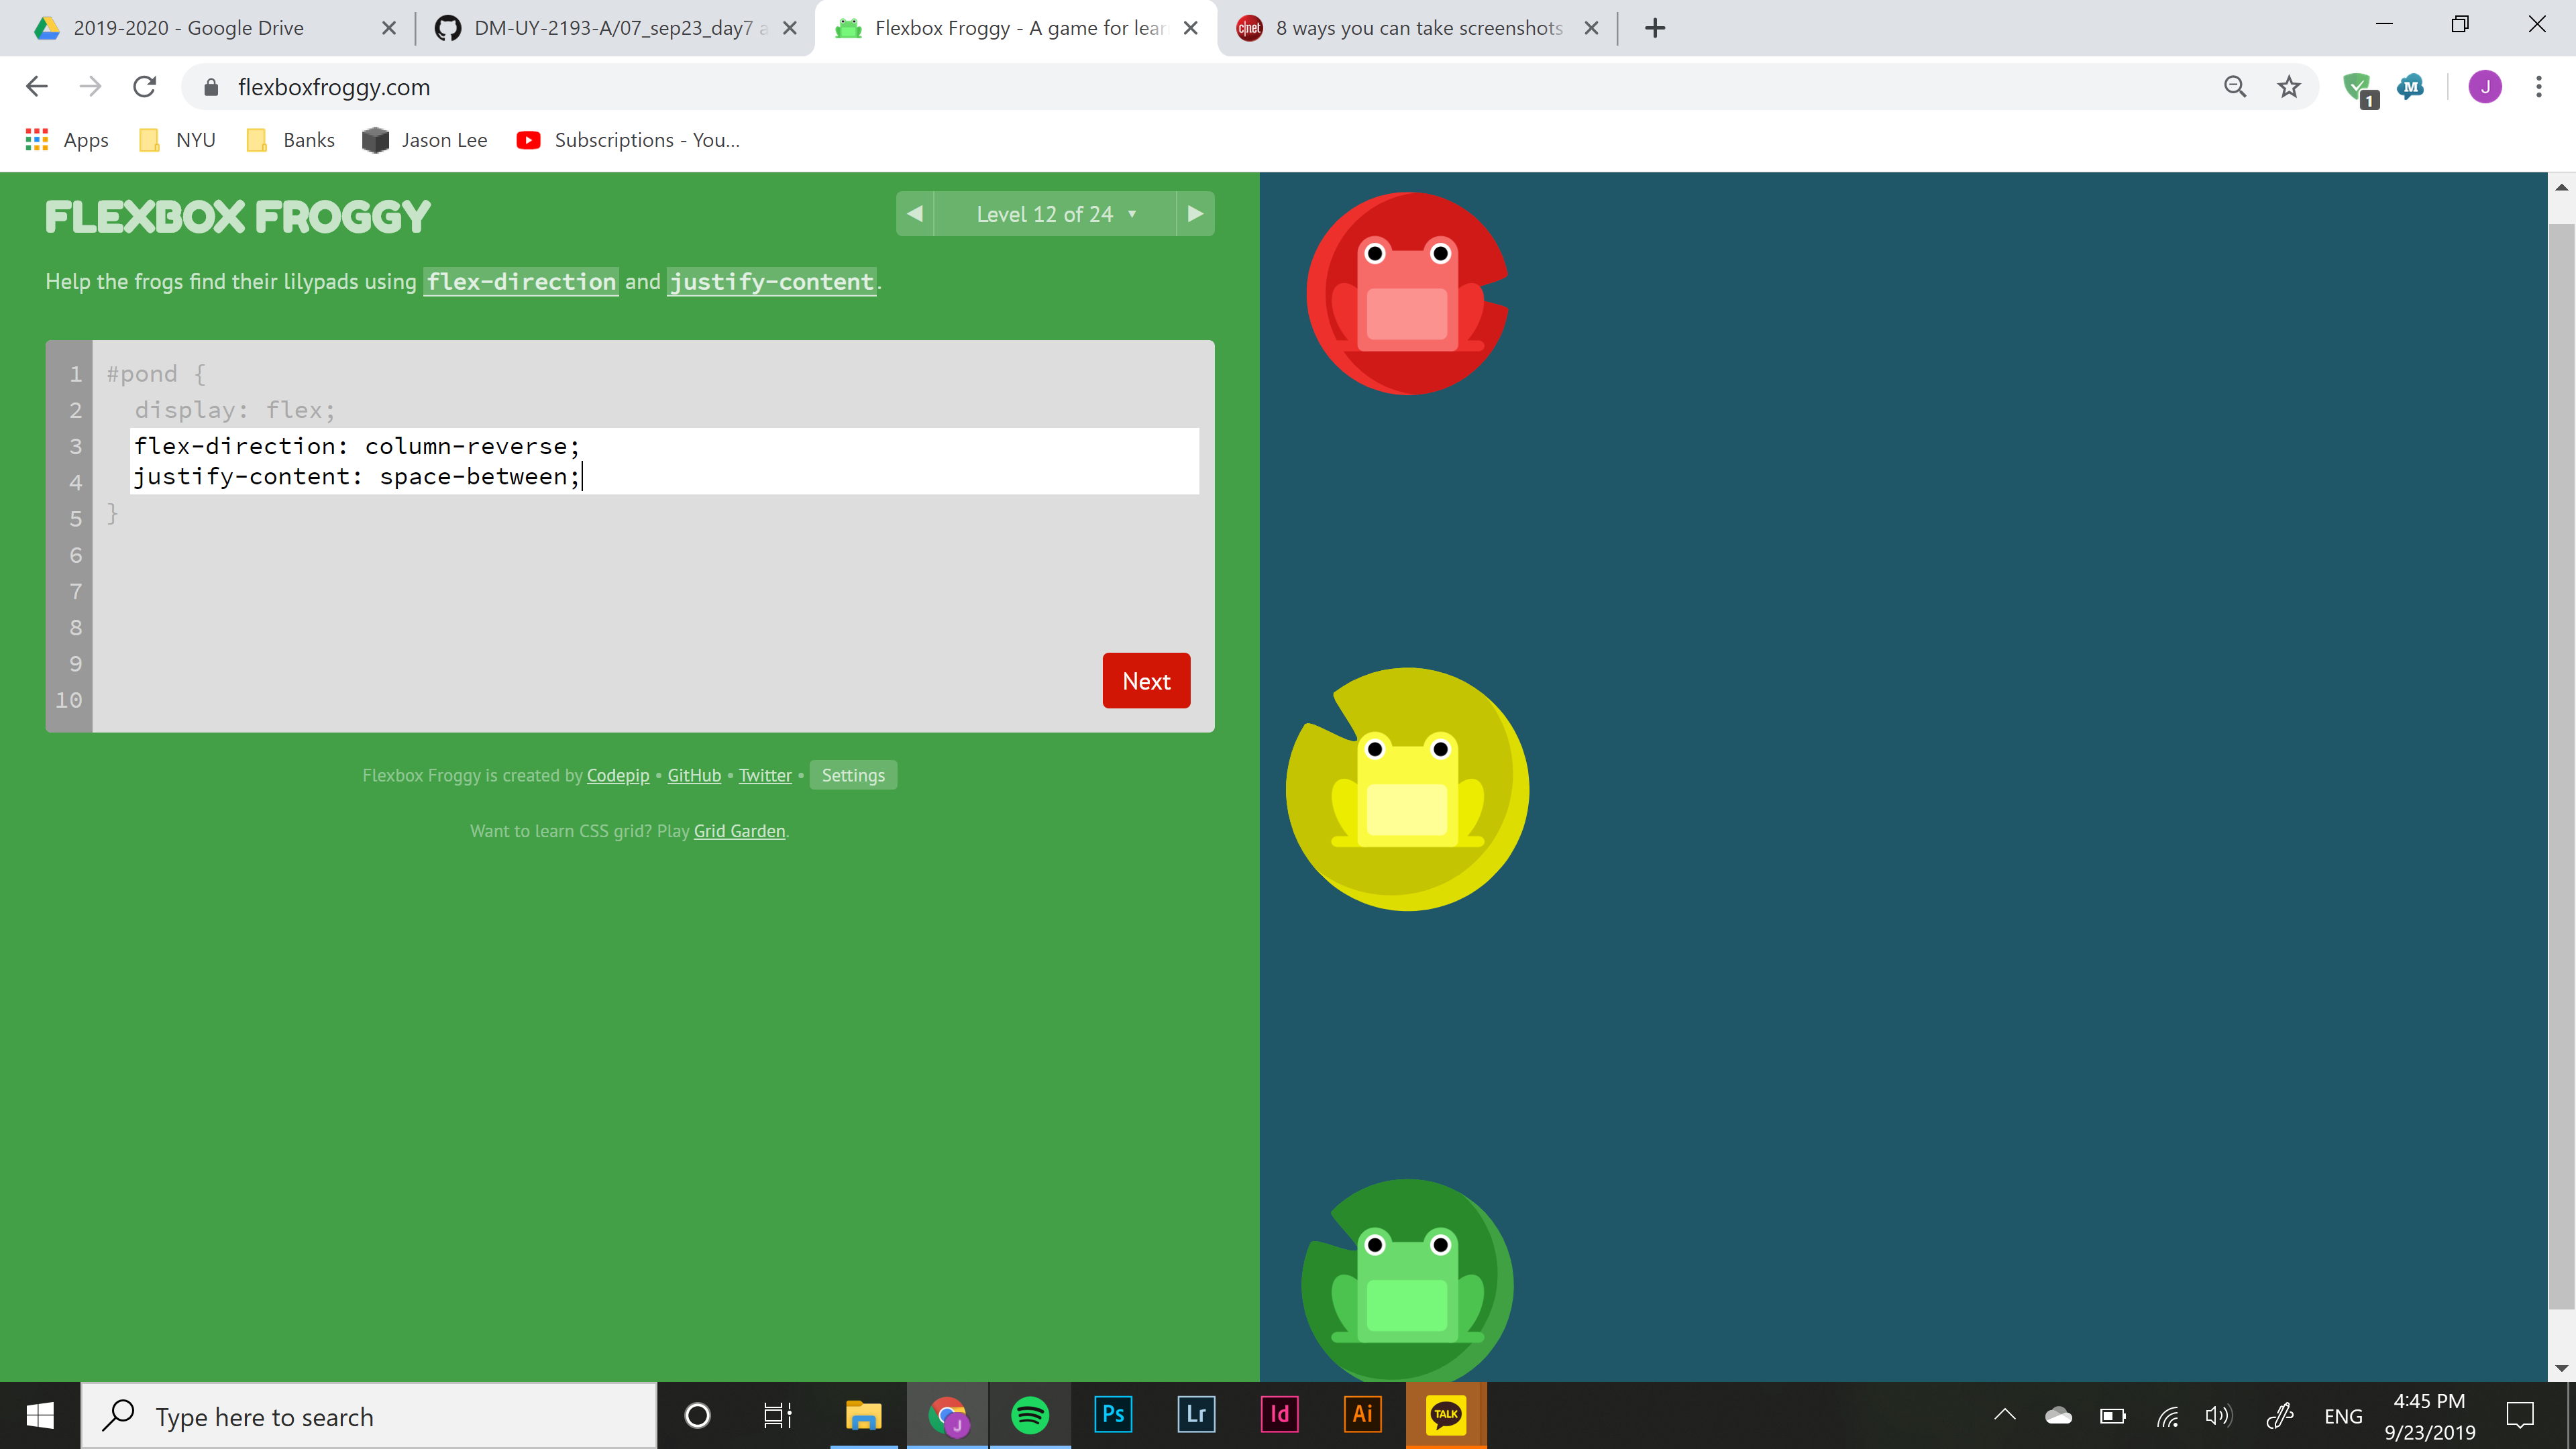 2019-2020 - Google Drive
DM-UY-2193-A/07_sep23_day7 a
Flexbox Froggy - A game for lear
c|net 8 ways you can take screenshots
flexboxfroggy.com
1
M
J
Apps
NYU
Banks
Jason Lee
Subscriptions - You...
FLEXBOX FROGGY
Level 12 of 24
Help the frogs find their lilypads using flex-direction and justify-content.
1 #pond {
2 display: flex;
3 flex-direction: column-reverse;
4 justify-content: space-between;
5 }
6
7
8
9
10
Next
Flexbox Froggy is created by Codepip • GitHub • Twitter • Settings
Want to learn CSS grid? Play Grid Garden.
Type here to search
J
Ps
Lr
Id
Ai
TALK
ENG
4:45 PM
9/23/2019